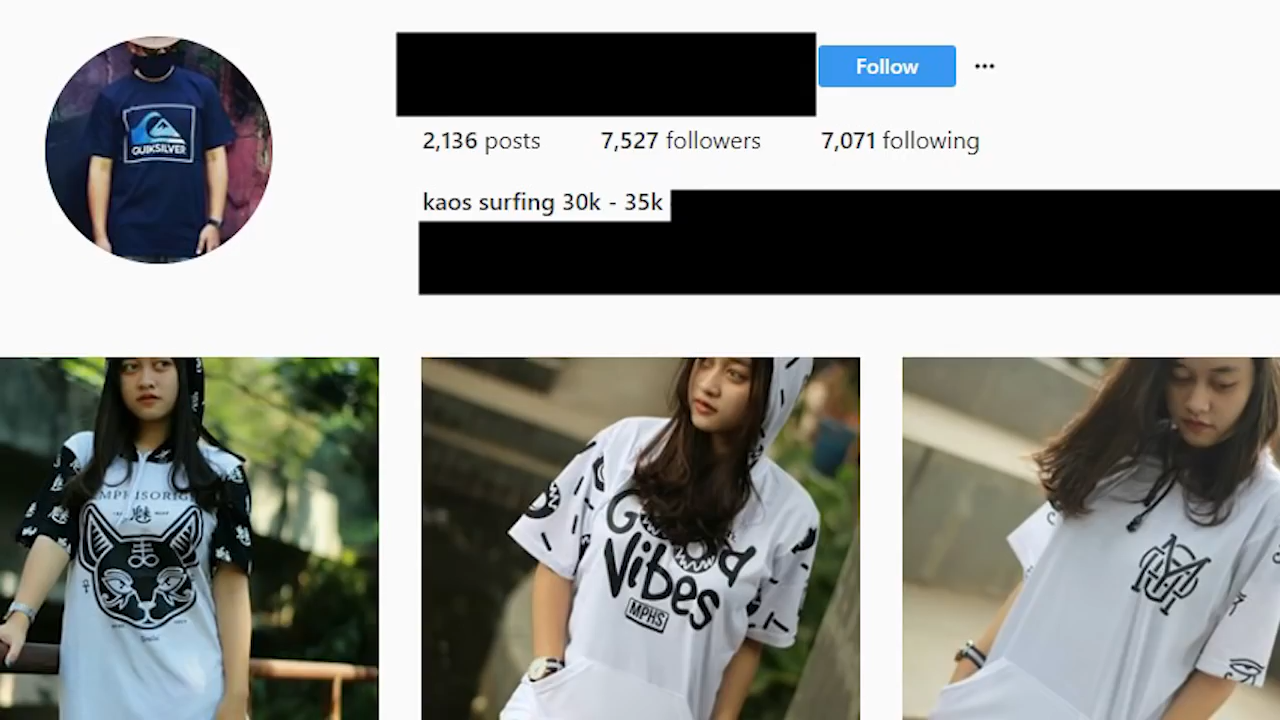 Follow
2,136 posts 7,527 followers 7,071 following
kaos surfing 30k - 35k
QUIKSILVER
Good
Vibes
MPHS